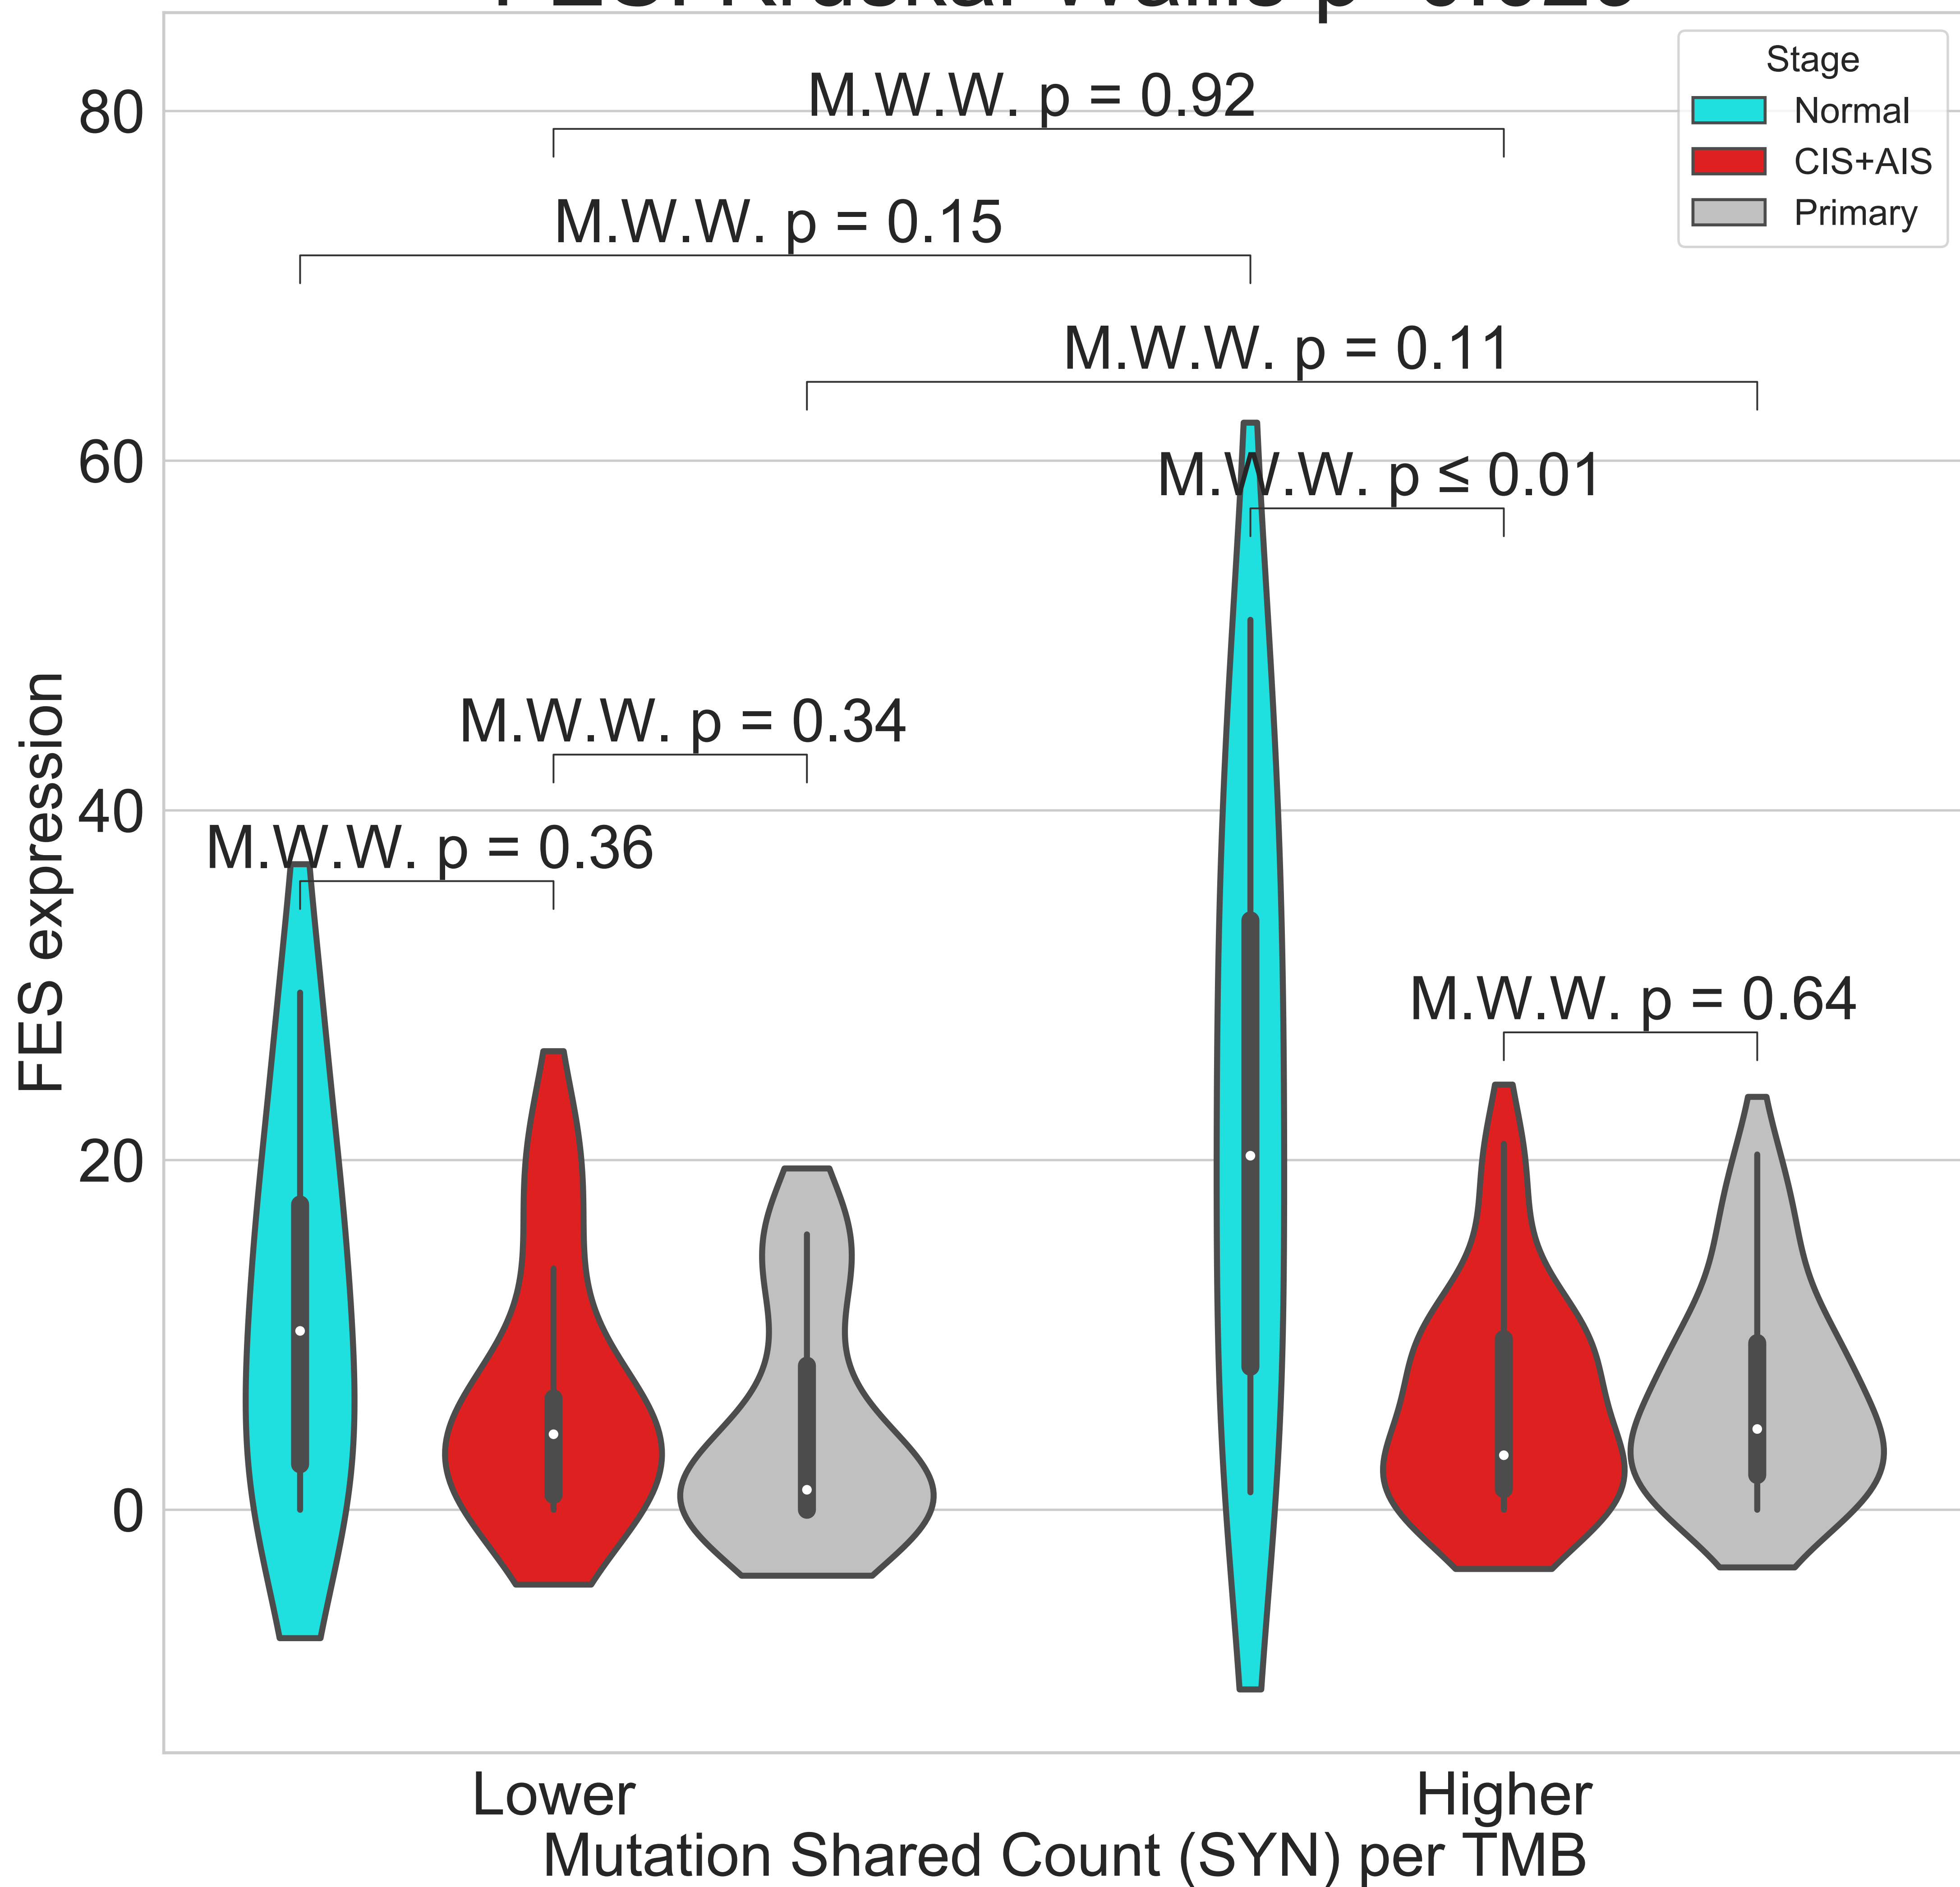 Stage
Normal
CIS+AIS
Primary
M.W.W. p = 0.92
M.W.W. p = 0.15
M.W.W. p = 0.11
M.W.W. p ≤ 0.01
M.W.W. p = 0.34
M.W.W. p = 0.36
M.W.W. p = 0.64
80
60
40
20
0
FES expression
Lower
Higher
Mutation Shared Count (SYN) per TMB